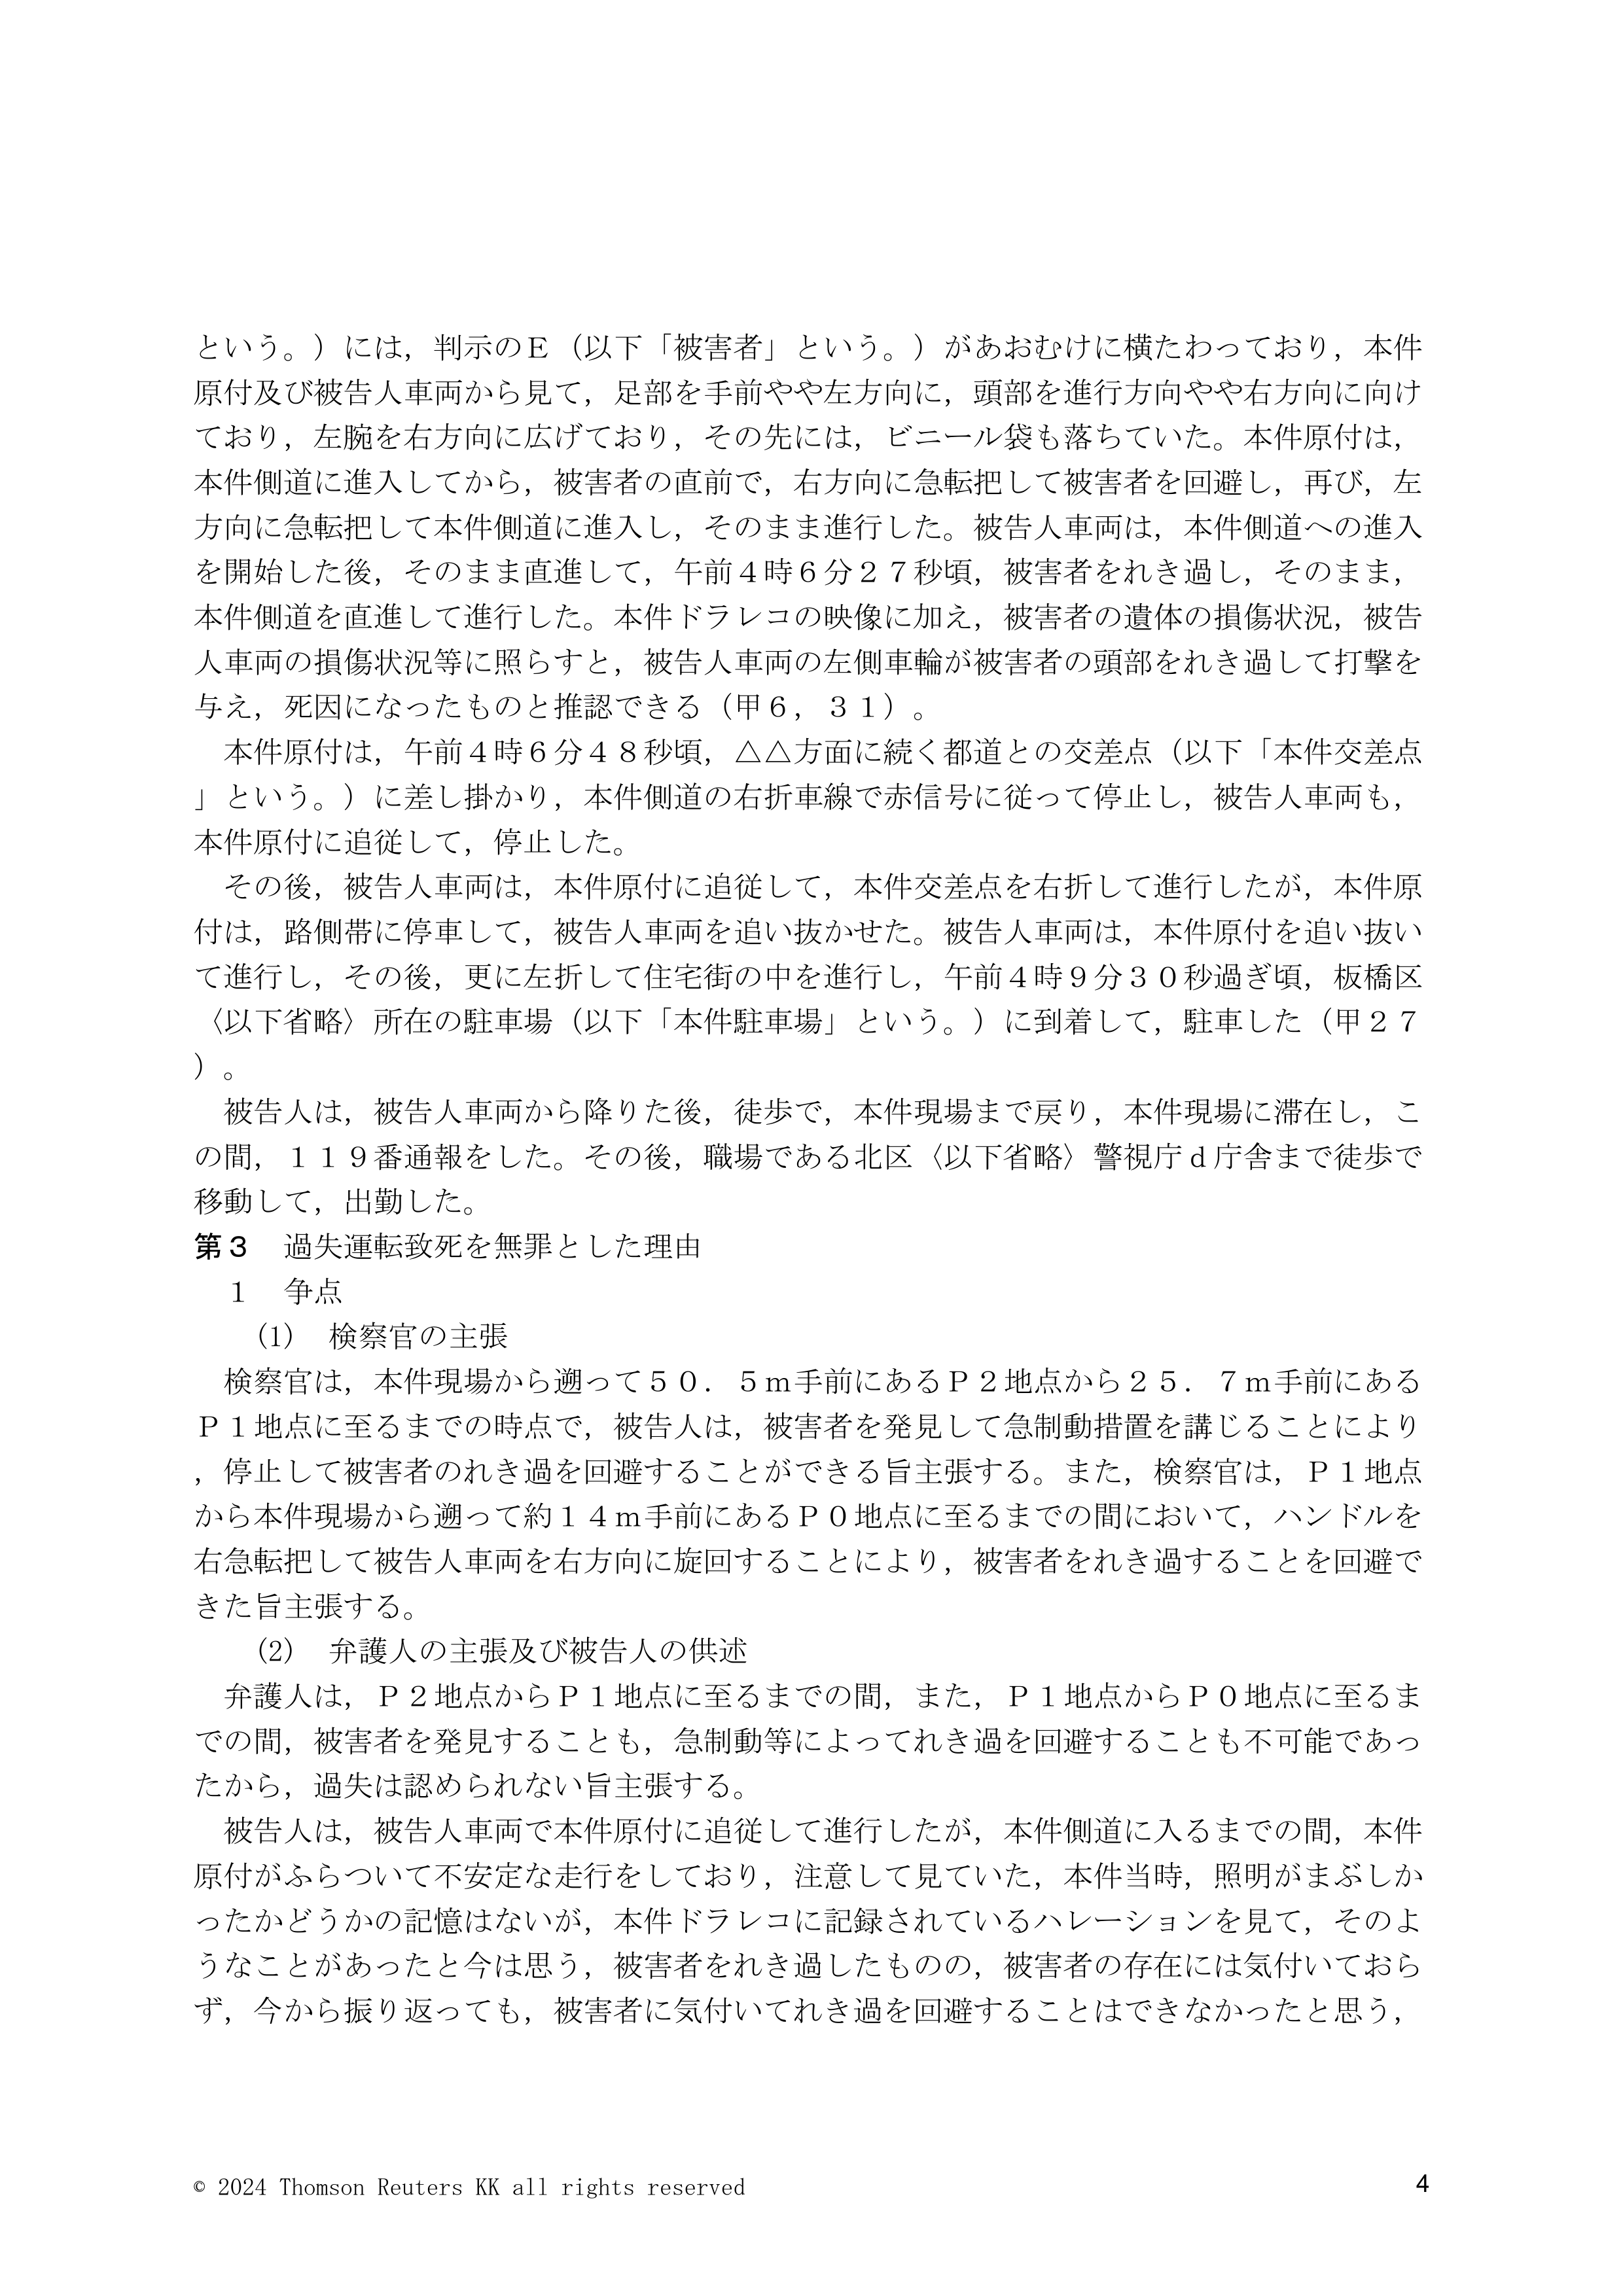 という。）には，判示のＥ（以下「被害者」という。）があおむけに横たわっており，本件
原付及び被告人車両から見て，足部を手前やや左方向に，頭部を進行方向やや右方向に向け
ており，左腕を右方向に広げており，その先には，ビニール袋も落ちていた。本件原付は，
本件側道に進入してから，被害者の直前で，右方向に急転把して被害者を回避し，再び，左
方向に急転把して本件側道に進入し，そのまま進行した。被告人車両は，本件側道への進入
を開始した後，そのまま直進して，午前４時６分２７秒頃，被害者をれき過し，そのまま，
本件側道を直進して進行した。本件ドラレコの映像に加え，被害者の遺体の損傷状況，被告
人車両の損傷状況等に照らすと，被告人車両の左側車輪が被害者の頭部をれき過して打撃を
与え，死因になったものと推認できる（甲６，３１）。
　本件原付は，午前４時６分４８秒頃，△△方面に続く都道との交差点（以下「本件交差点
」という。）に差し掛かり，本件側道の右折車線で赤信号に従って停止し，被告人車両も，
本件原付に追従して，停止した。
　その後，被告人車両は，本件原付に追従して，本件交差点を右折して進行したが，本件原
付は，路側帯に停車して，被告人車両を追い抜かせた。被告人車両は，本件原付を追い抜い
て進行し，その後，更に左折して住宅街の中を進行し，午前４時９分３０秒過ぎ頃，板橋区
〈以下省略〉所在の駐車場（以下「本件駐車場」という。）に到着して，駐車した（甲２７
）。
　被告人は，被告人車両から降りた後，徒歩で，本件現場まで戻り，本件現場に滞在し，こ
の間，１１９番通報をした。その後，職場である北区〈以下省略〉警視庁ｄ庁舎まで徒歩で
移動して，出勤した。
第３　過失運転致死を無罪とした理由
　１　争点
　　(1)　検察官の主張
　検察官は，本件現場から遡って５０．５ｍ手前にあるＰ２地点から２５．７ｍ手前にある
Ｐ１地点に至るまでの時点で，被告人は，被害者を発見して急制動措置を講じることにより
，停止して被害者のれき過を回避することができる旨主張する。また，検察官は，Ｐ１地点
から本件現場から遡って約１４ｍ手前にあるＰ０地点に至るまでの間において，ハンドルを
右急転把して被告人車両を右方向に旋回することにより，被害者をれき過することを回避で
きた旨主張する。
　　(2)　弁護人の主張及び被告人の供述
　弁護人は，Ｐ２地点からＰ１地点に至るまでの間，また，Ｐ１地点からＰ０地点に至るま
での間，被害者を発見することも，急制動等によってれき過を回避することも不可能であっ
たから，過失は認められない旨主張する。
　被告人は，被告人車両で本件原付に追従して進行したが，本件側道に入るまでの間，本件
原付がふらついて不安定な走行をしており，注意して見ていた，本件当時，照明がまぶしか
ったかどうかの記憶はないが，本件ドラレコに記録されているハレーションを見て，そのよ
うなことがあったと今は思う，被害者をれき過したものの，被害者の存在には気付いておら
ず，今から振り返っても，被害者に気付いてれき過を回避することはできなかったと思う，
© 2024 Thomson Reuters KK all rights reserved
4